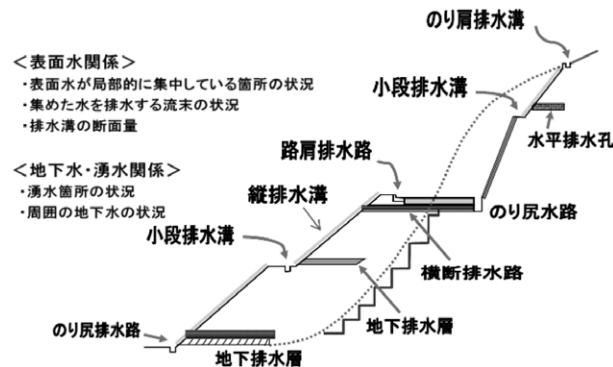 ＜表面水関係＞
・表面水が局部的に集中している箇所の状況
・集めた水を排水する流末の状況
・排水溝の断面量
＜地下水・湧水関係＞
・湧水箇所の状況
・周囲の地下水の状況
のり肩排水溝
小段排水溝
水平排水孔
路肩排水路
のり尻水路
縦排水溝
小段排水溝
横断排水路
地下排水層
のり尻排水路
地下排水層